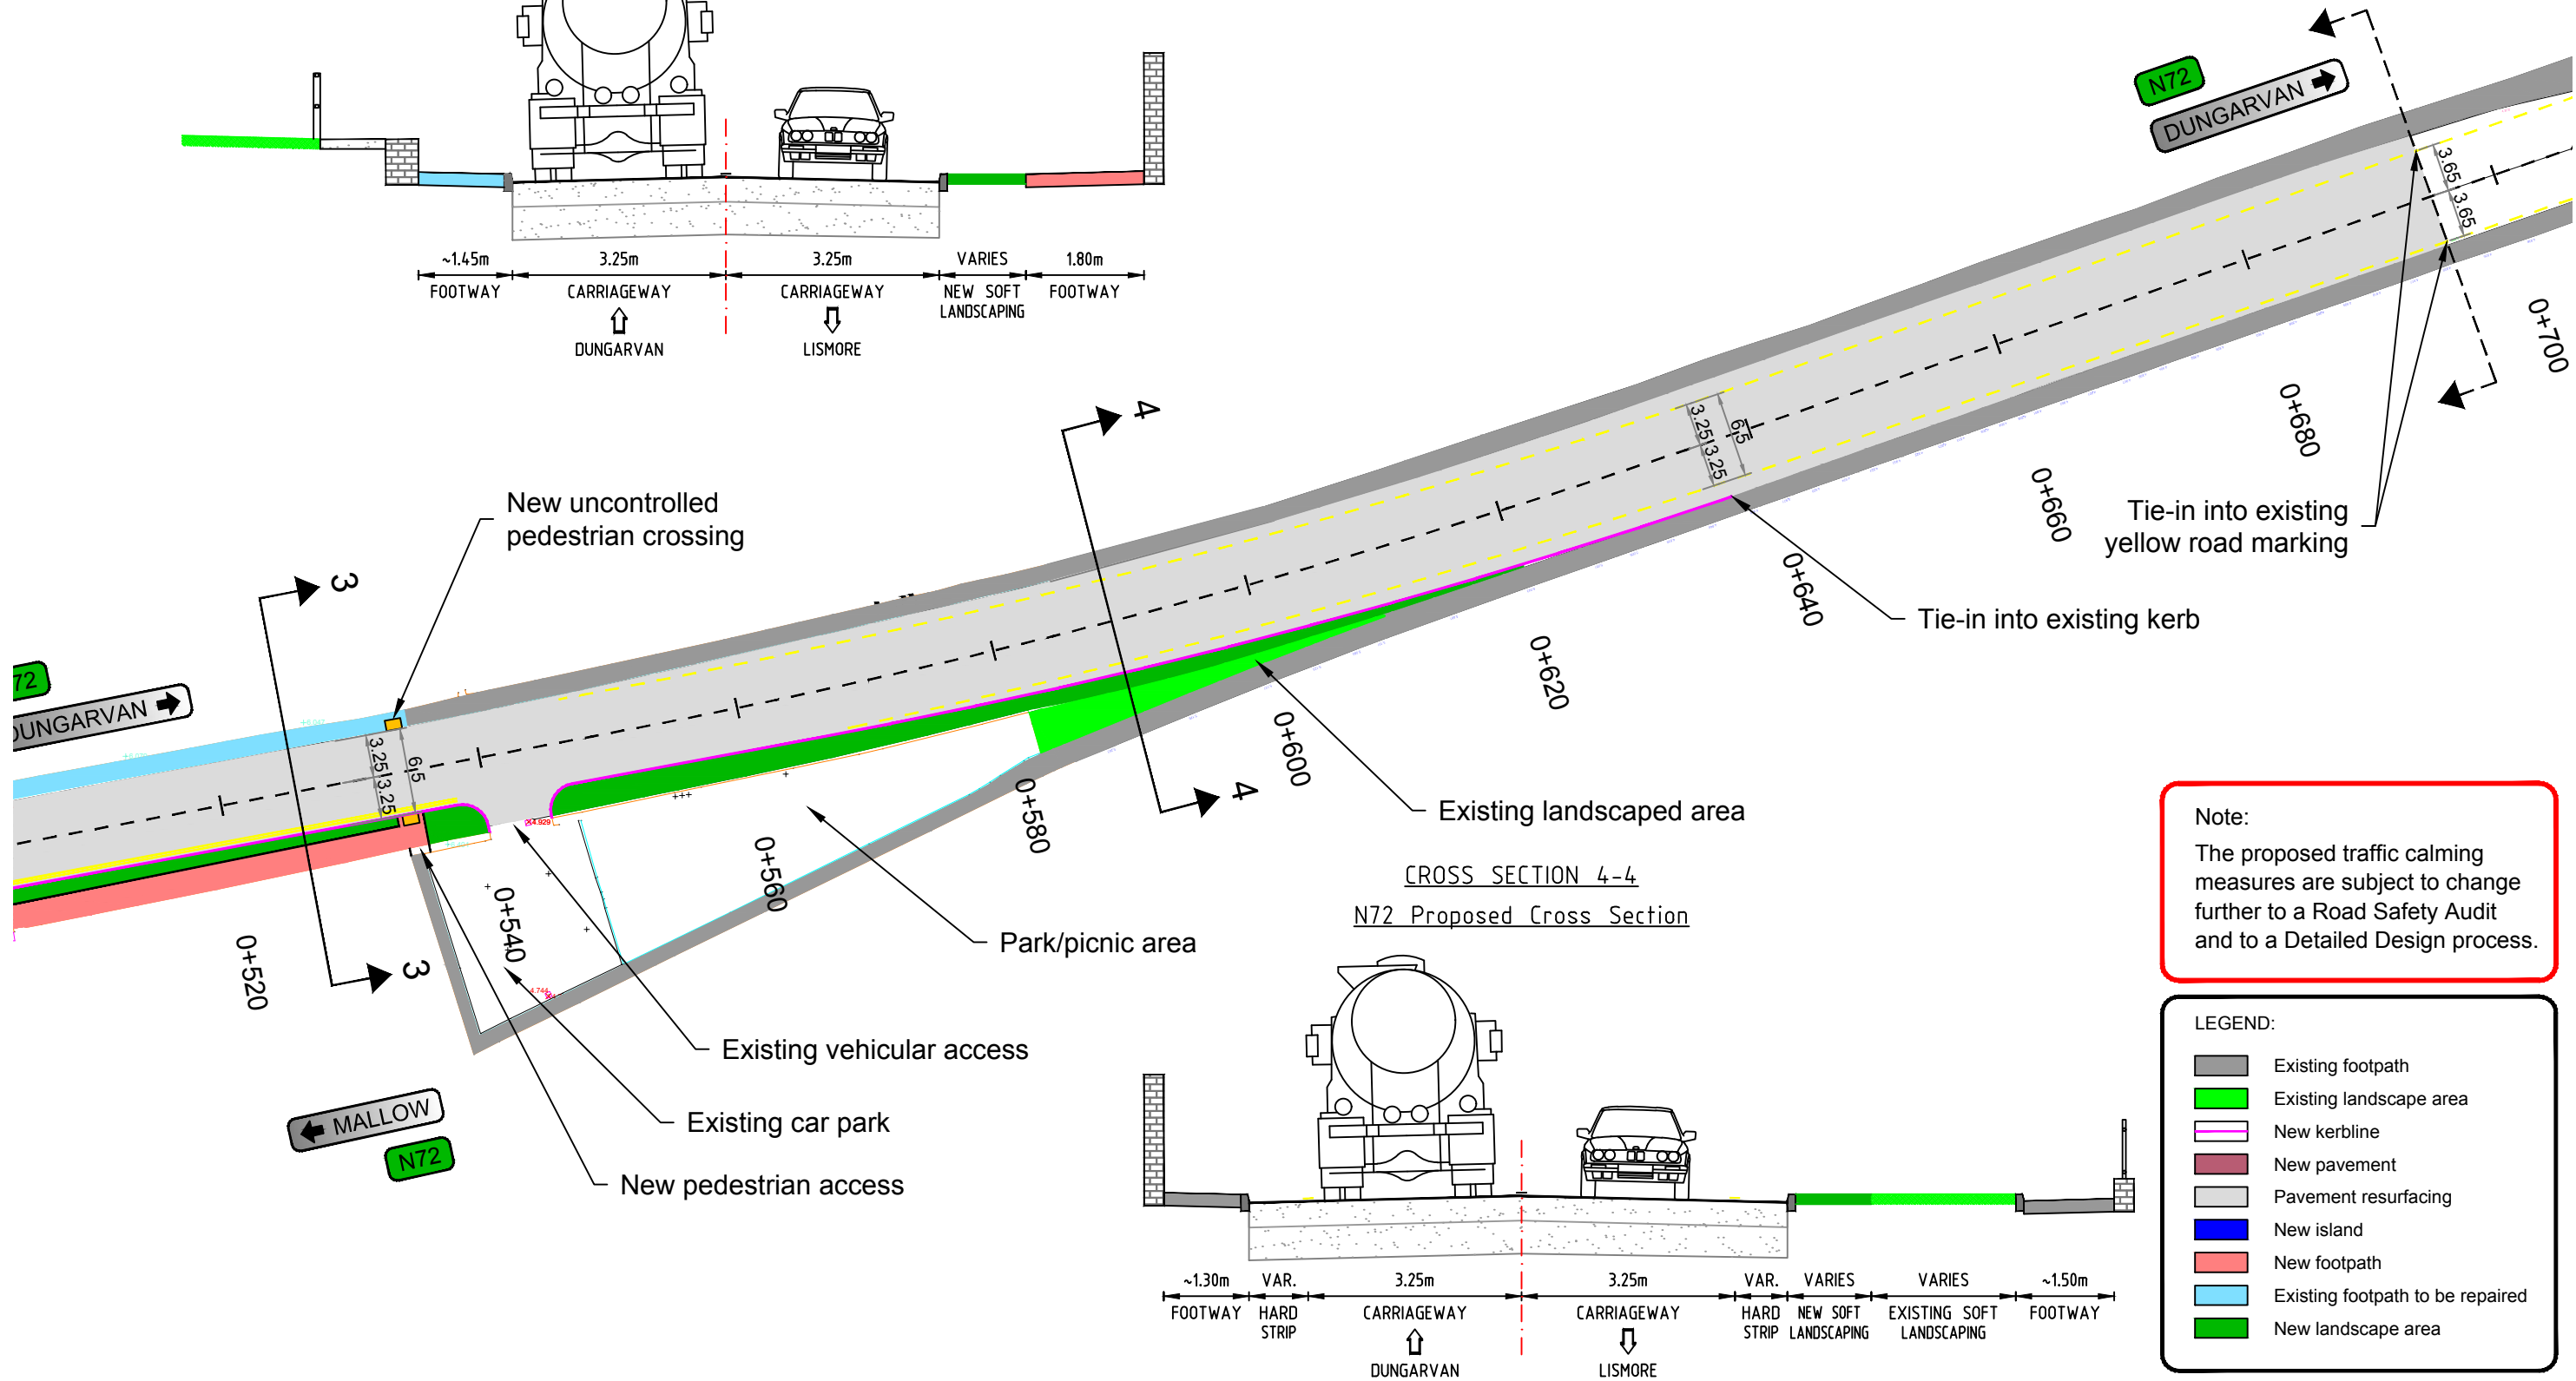 ~1.45m
3.25m
3.25m
VARIES
1.80m
FOOTWAY
CARRIAGEWAY
CARRIAGEWAY
NEW SOFT
LANDSCAPING
FOOTWAY
DUNGARVAN
LISMORE
N72
DUNGARVAN
3.65
3.65
0+700
0+680
0+660
0+640
0+620
0+600
0+580
0+560
0+540
0+520
Tie-in into existing
yellow road marking
4
4
3.25
3.25
6.5
Tie-in into existing kerb
New uncontrolled
pedestrian crossing
3
3
72
DUNGARVAN
3.25
3.25
6.5
Existing landscaped area
Park/picnic area
Existing vehicular access
Existing car park
New pedestrian access
MALLOW
N72
CROSS SECTION 4-4
N72 Proposed Cross Section
~1.30m
VAR.
3.25m
3.25m
VAR.
VARIES
VARIES
~1.50m
FOOTWAY
HARD
STRIP
CARRIAGEWAY
CARRIAGEWAY
HARD
STRIP
NEW SOFT
LANDSCAPING
EXISTING SOFT
LANDSCAPING
FOOTWAY
DUNGARVAN
LISMORE
Note:
The proposed traffic calming
measures are subject to change
further to a Road Safety Audit
and to a Detailed Design process.
LEGEND:
Existing footpath
Existing landscape area
New kerbline
New pavement
Pavement resurfacing
New island
New footpath
Existing footpath to be repaired
New landscape area